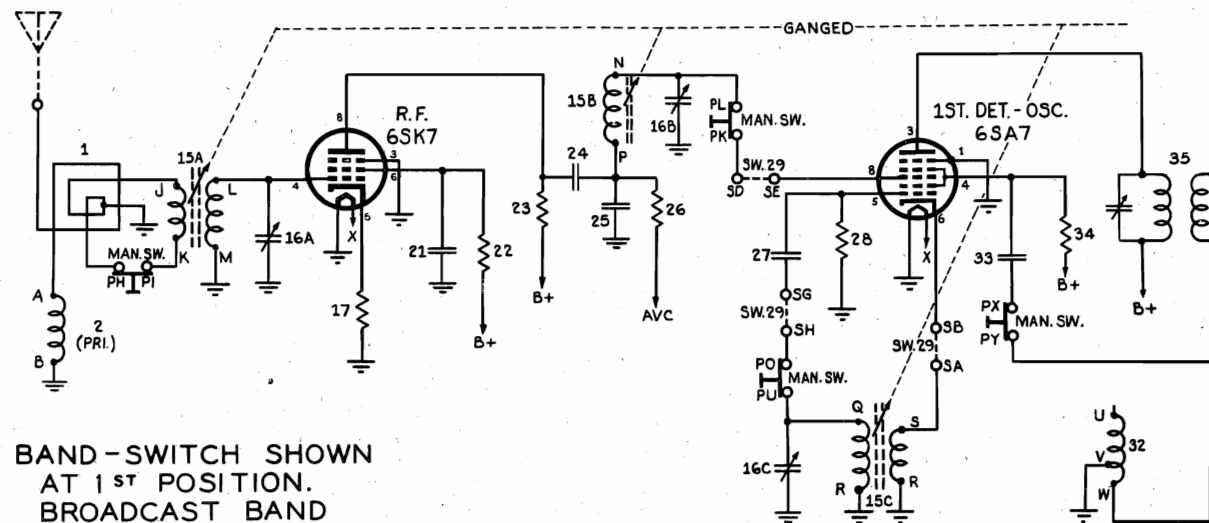 GANGED
R.F.
6SK7
1ST. DET.-OSC.
6SA7
8
N
15B
16B
PL
PK
MAN. SW.
3
1
35
1
15A
J
L
4
3
6
24
P
SW. 29
SD
SE
8
5
4
16A
5
X
23
25
26
27
28
6
X
33
34
MAN. SW.
K
M
PH
PI
21
22
B+
A
2
(PRI.)
B
17
B+
AVC
SG
SW. 29
SH
SB
SW. 29
SA
PX
PY
MAN. SW.
B+
B+
PO
PU
MAN. SW.
Q
S
16C
R
15C
R
U
V
32
W
BAND-SWITCH SHOWN
AT 1ST POSITION.
BROADCAST BAND